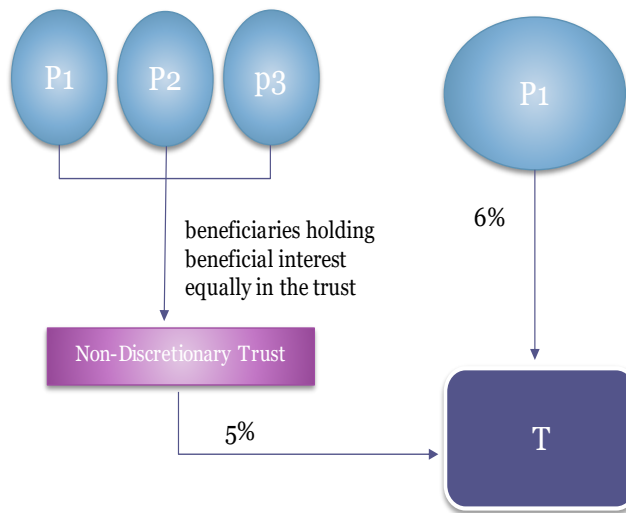 P1
P2
p3
P1
6%
beneficiaries holding
beneficial interest
equally in the trust
Non-Discretionary Trust
5%
T